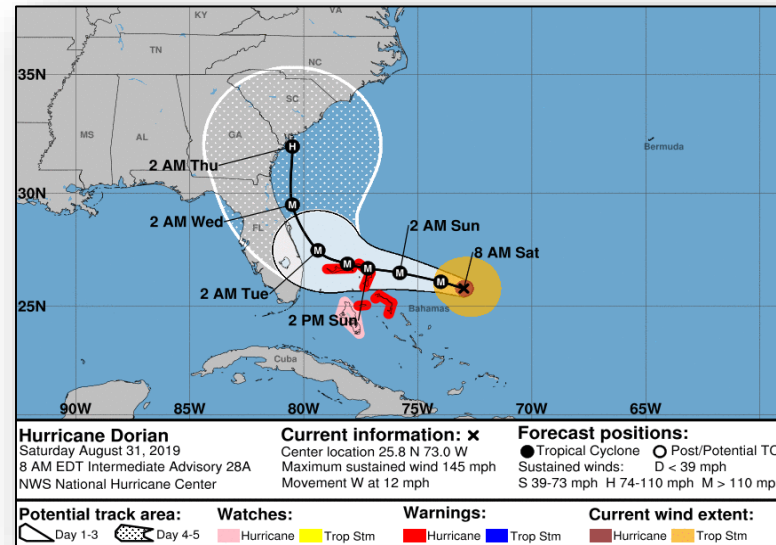 KY
VA
TN
NC
35N
SC
MS
AL
GA
Bermuda
2 AM Thu
H
30N
2 AM Wed
M
FL
2 AM Sun
M
8 AM Sat
M
M
M
M
2 AM Tue
25N
Bahamas
2 PM Sun
Cuba
90W
85W
80W
75W
70W
65W
Hurricane Dorian
Saturday August 31, 2019
8 AM EDT Intermediate Advisory 28A
NWS National Hurricane Center
Current information: ×
Center location 25.8 N 73.0 W
Maximum sustained wind 145 mph
Movement W at 12 mph
Forecast positions:
Tropical Cyclone Post/Potential TC
Sustained winds: D < 39 mph
S 39-73 mph H 74-110 mph M > 110 mph
Potential track area:
Day 1-3 Day 4-5
Watches:
Hurricane Trop Stm
Warnings:
Hurricane Trop Stm
Current wind extent:
Hurricane Trop Stm